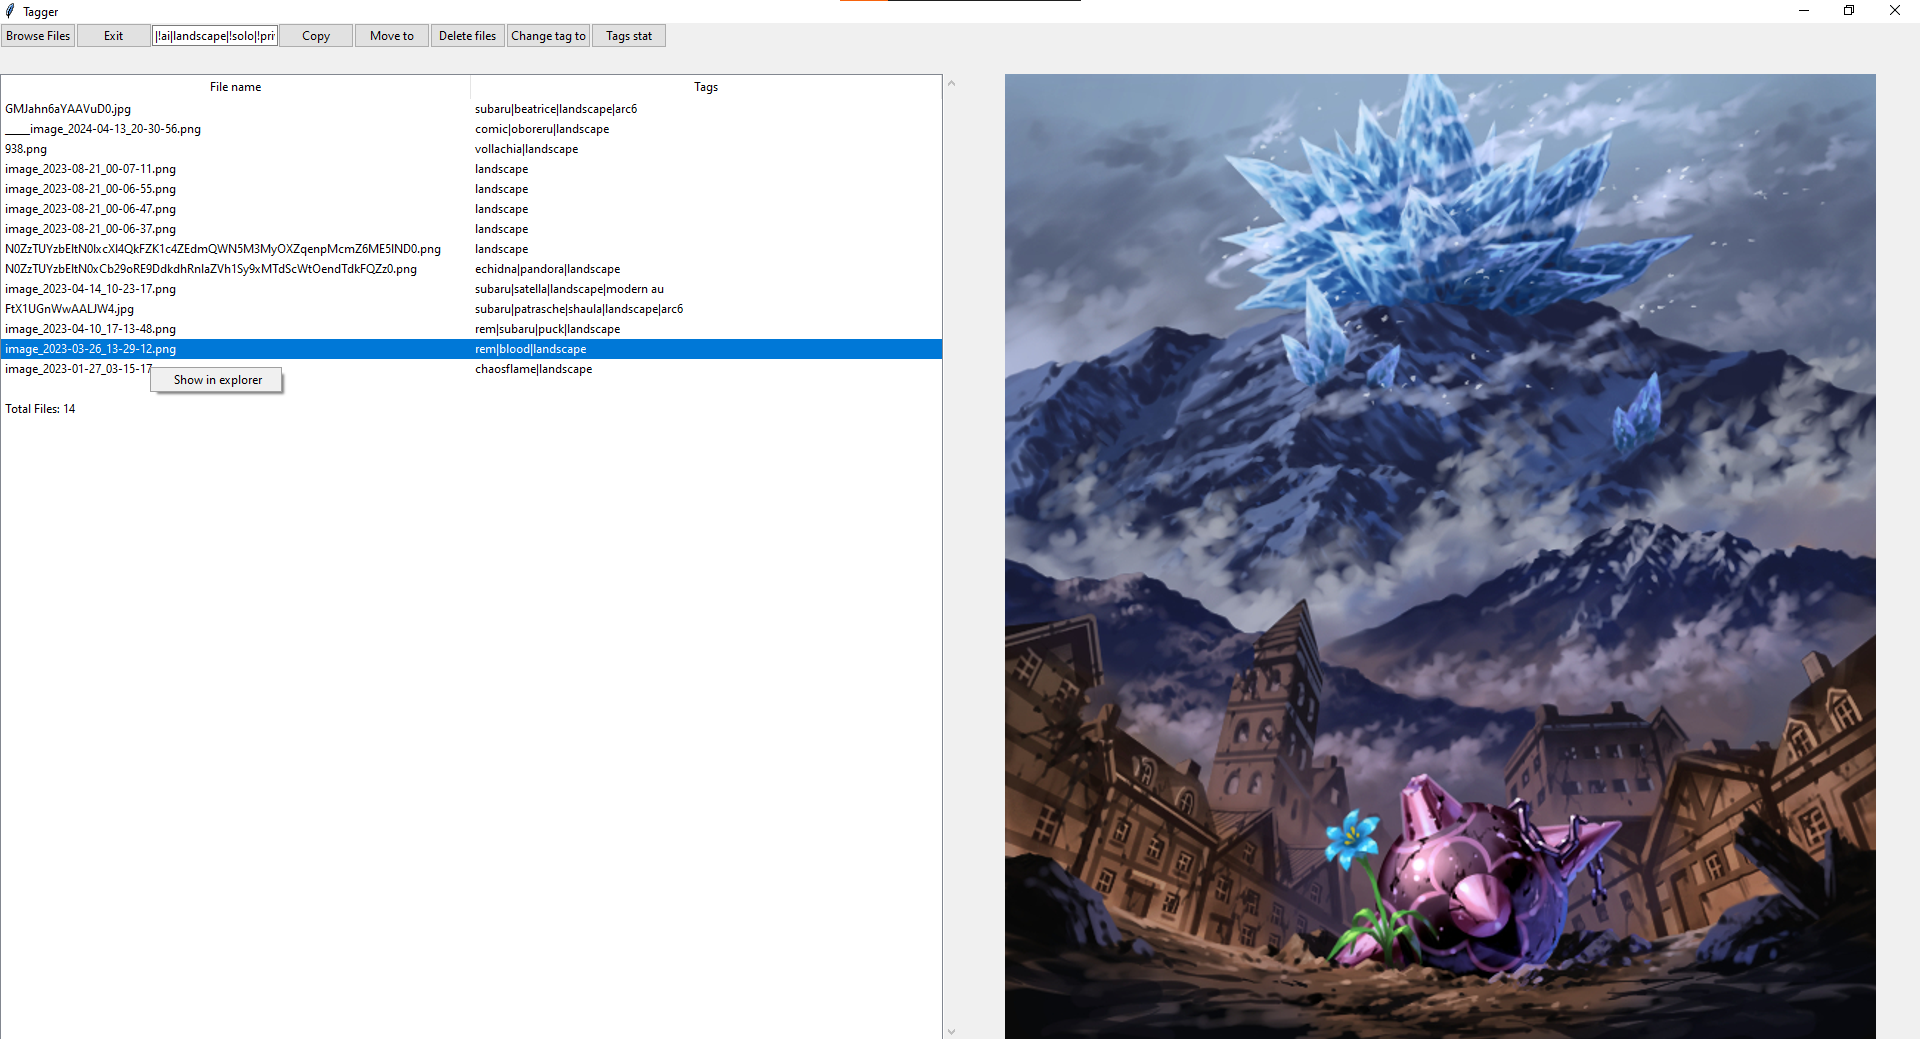 Tagger
Browse Files Exit |!ai|landscape|!solo|!pri Copy Move to Delete files Change tag to Tags stat
File name Tags
GMJahn6aYAAVuD0.jpg subaru|beatrice|landscape|arc6
_____image_2024-04-13_20-30-56.png comic|oboreru|landscape
938.png vollachia|landscape
image_2023-08-21_00-07-11.png landscape
image_2023-08-21_00-06-55.png landscape
image_2023-08-21_00-06-47.png landscape
image_2023-08-21_00-06-37.png landscape
landscape
echidna|pandora|landscape
image_2023-04-14_10-23-17.png subaru|satella|landscape|modern au
FtX1UGnWwAALJW4.jpg subaru|patrasche|shaula|landscape|arc6
image_2023-04-10_17-13-48.png rem|subaru|puck|landscape
image_2023-03-26_13-29-12.png rem|blood|landscape
image_2023-01-27_03-15-17 chaosflame|landscape
Show in explorer
Total Files: 14